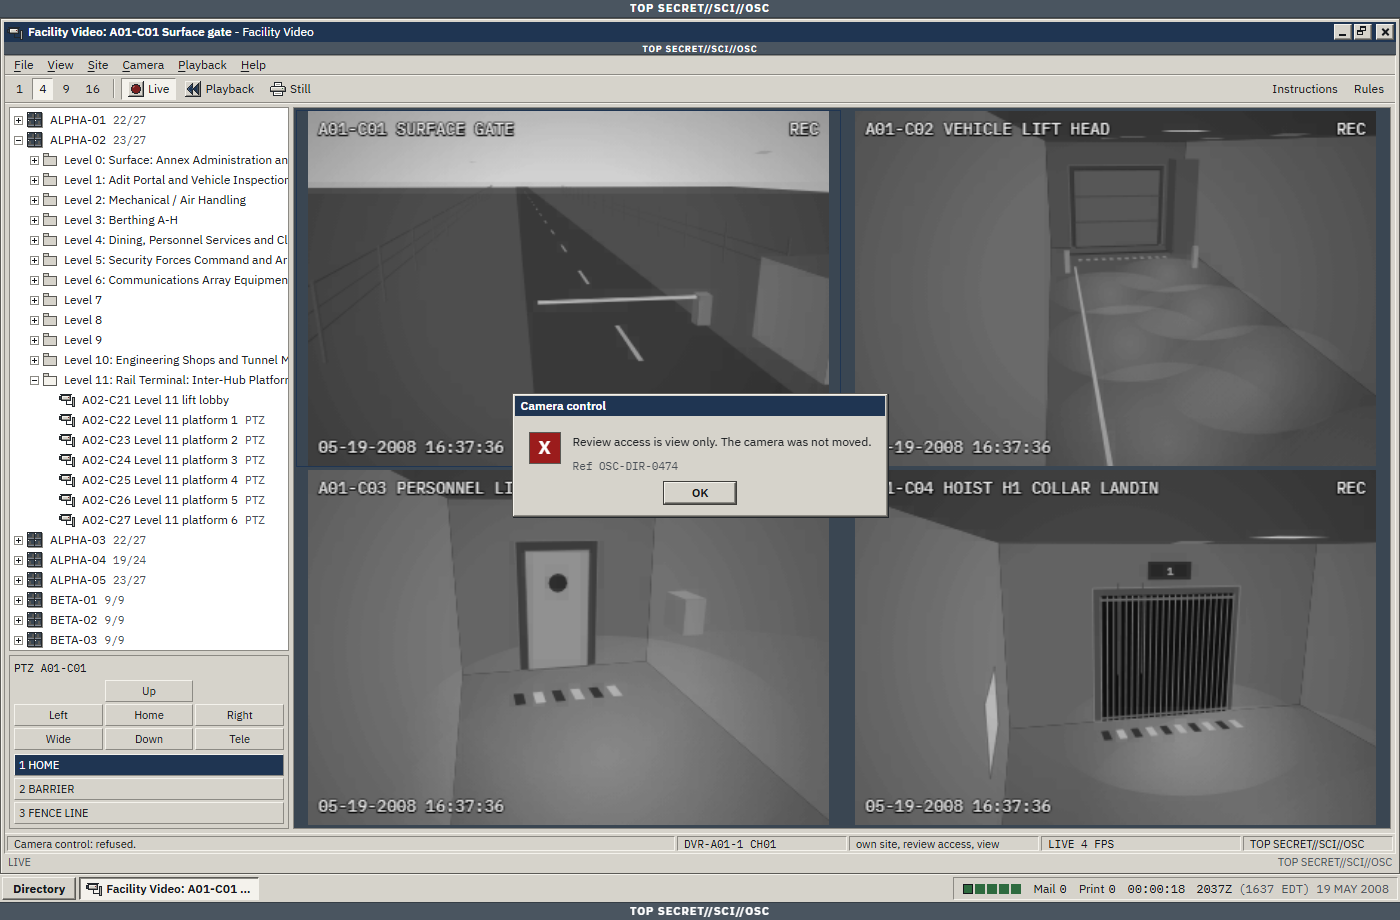 TOP SECRET//SCI//OSC
Facility Video: A01-C01 Surface gate - Facility Video
TOP SECRET//SCI//OSC
File View Site Camera Playback Help
1 4 9 16 Live Playback Still Instructions Rules
ALPHA-01 22/27
ALPHA-02 23/27
Level 0: Surface: Annex Administration an
Level 1: Adit Portal and Vehicle Inspection
Level 2: Mechanical / Air Handling
Level 3: Berthing A-H
Level 4: Dining, Personnel Services and Cl
Level 5: Security Forces Command and Ar
Level 6: Communications Array Equipmen
Level 7
Level 8
Level 9
Level 10: Engineering Shops and Tunnel M
Level 11: Rail Terminal: Inter-Hub Platforr
A02-C21 Level 11 lift lobby
A02-C22 Level 11 platform 1 PTZ
A02-C23 Level 11 platform 2 PTZ
A02-C24 Level 11 platform 3 PTZ
A02-C25 Level 11 platform 4 PTZ
A02-C26 Level 11 platform 5 PTZ
A02-C27 Level 11 platform 6 PTZ
ALPHA-03 22/27
ALPHA-04 19/24
ALPHA-05 23/27
BETA-01 9/9
BETA-02 9/9
BETA-03 9/9
PTZ A01-C01
Up
Left Home Right
Wide Down Tele
1 HOME
2 BARRIER
3 FENCE LINE
A01-C01 SURFACE GATE REC
05-19-2008 16:37:36
A01-C02 VEHICLE LIFT HEAD REC
-19-2008 16:37:36
A01-C03 PERSONNEL LI
05-19-2008 16:37:36
1-C04 HOIST H1 COLLAR LANDIN REC
1
05-19-2008 16:37:36
Camera control
X
Review access is view only. The camera was not moved.
Ref OSC-DIR-0474
OK
Camera control: refused. DVR-A01-1 CH01 own site, review access, view LIVE 4 FPS TOP SECRET//SCI//OSC
LIVE TOP SECRET//SCI//OSC
Directory Facility Video: A01-C01 ... Mail 0 Print 0 00:00:18 2037Z (1637 EDT) 19 MAY 2008
TOP SECRET//SCI//OSC